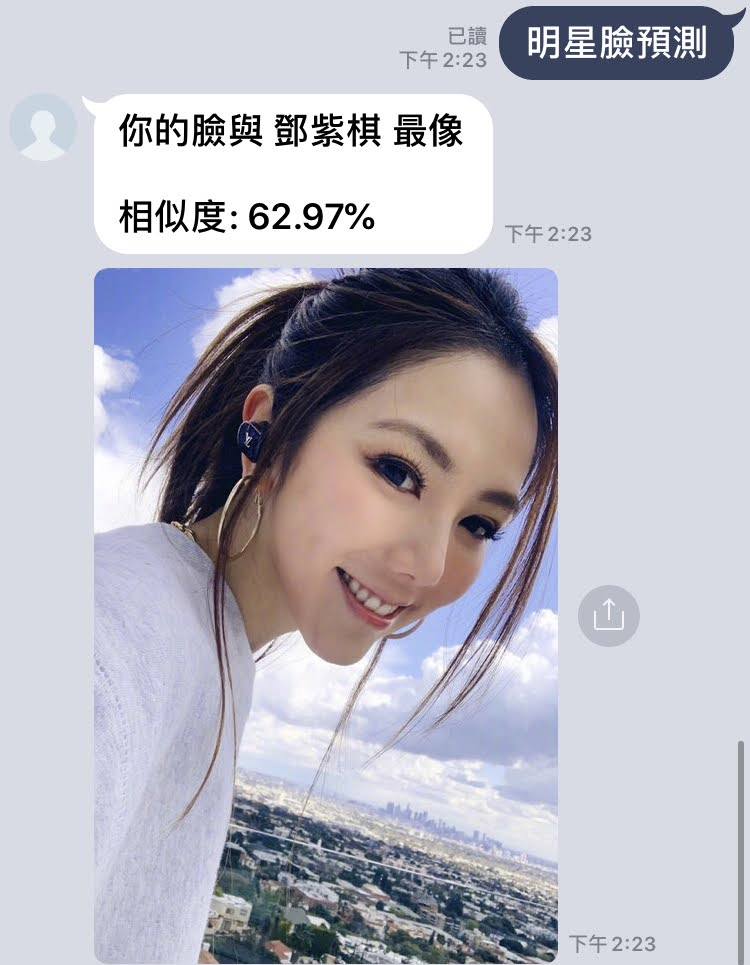 明星臉預測
已讀
下午 2:23
你的臉與 鄧紫棋 最像
相似度: 62.97%
下午 2:23
下午 2:23